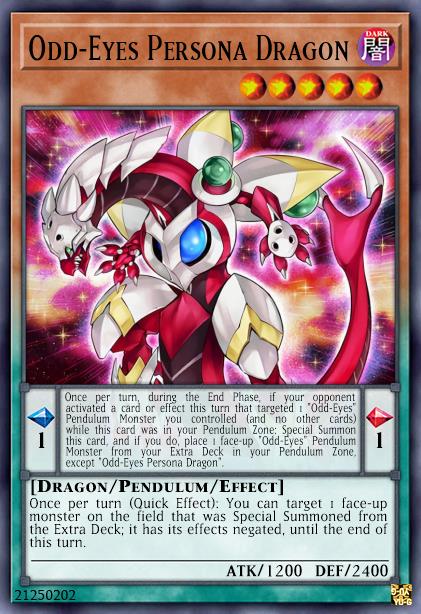 Odd-Eyes Persona Dragon
DARK
闇
Once per turn, during the End Phase, if your opponent
activated a card or effect this turn that targeted 1 "Odd-Eyes"
Pendulum Monster you controlled (and no other cards)
while this card was in your Pendulum Zone: Special Summon
this card, and if you do, place 1 face-up "Odd-Eyes" Pendulum
Monster from your Extra Deck in your Pendulum Zone,
except "Odd-Eyes Persona Dragon".
1
1
[Dragon/Pendulum/Effect]
Once per turn (Quick Effect): You can target 1 face-up
monster on the field that was Special Summoned from
the Extra Deck; it has its effects negated, until the end of
this turn.
ATK/1200 DEF/2400
21250202